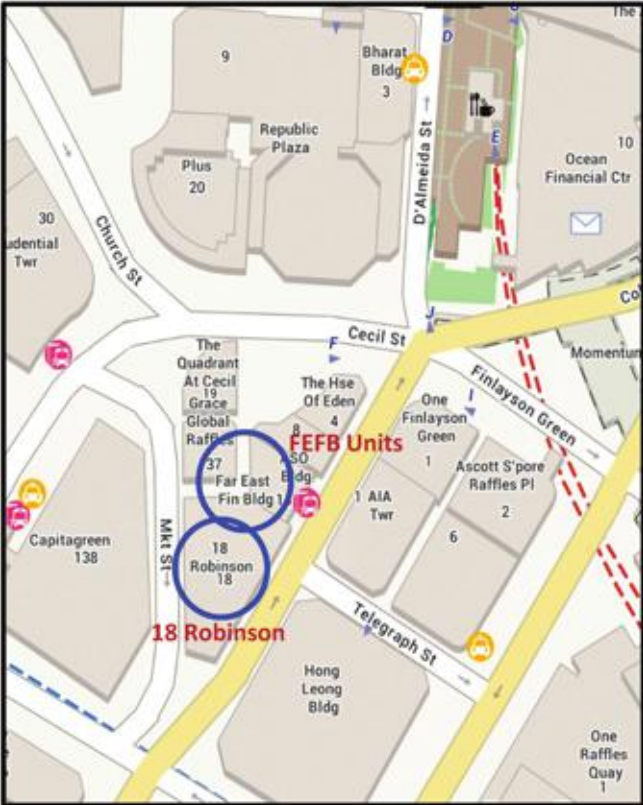 The
D
9
Bharat
Bldg
3
Republic
Plaza
E
10
Ocean
Financial Ctr
Plus
20
D'Almeida St
30
udential
Twr
Church St
J
Co
Cecil St
F
Momentum
The
Quadrant
At Cecil
19
Grace
Global
Raffles
37
The Hse
Of Eden
4
8
FEFB Units
ASO
Bldg
Far East
Fin Bldg 1
Finlayson Green
I
One
Finlayson
Green
1
Ascott S'pore
Raffles Pl
2
1 AIA
Twr
6
Capitagreen
138
Mkt St
18
Robinson
18
18 Robinson
Telegraph St
Hong
Leong
Bldg
One
Raffles
Quay
1